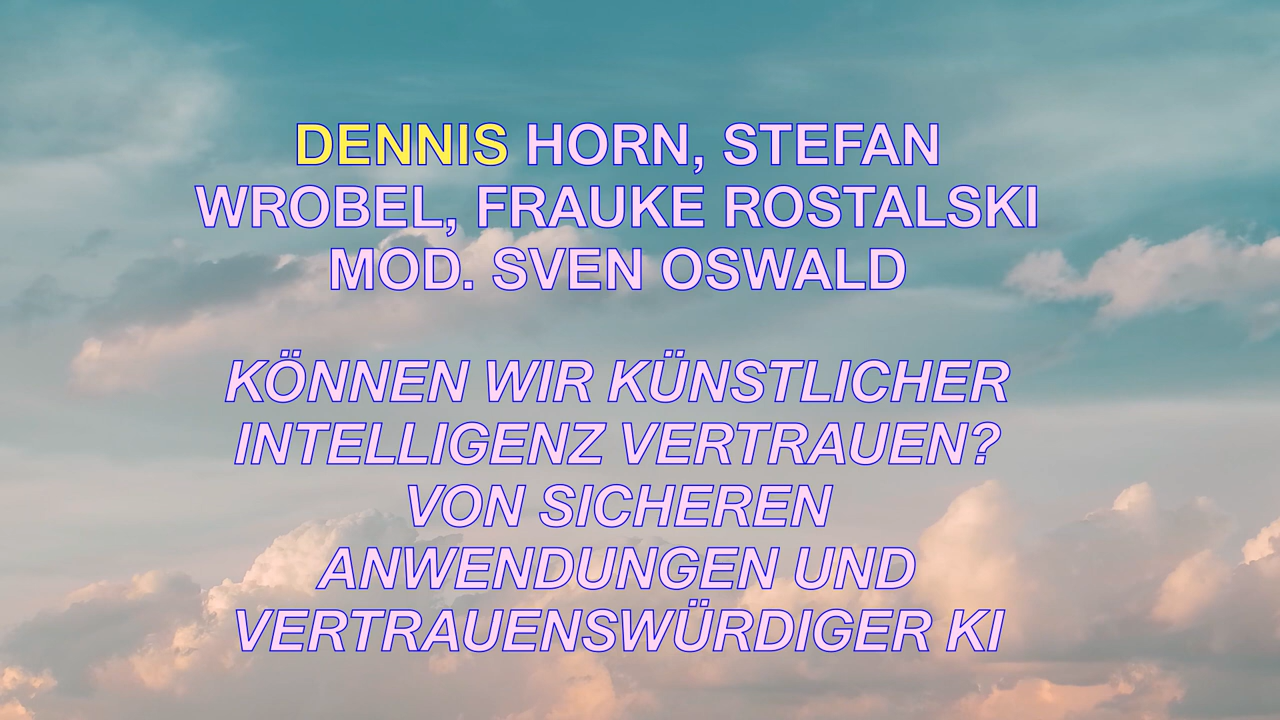 DENNIS HORN, STEFAN
WROBEL, FRAUKE ROSTALSKI
MOD. SVEN OSWALD
KÖNNEN WIR KÜNSTLICHER
INTELLIGENZ VERTRAUEN?
VON SICHEREN
ANWENDUNGEN UND
VERTRAUENSWÜRDIGER KI